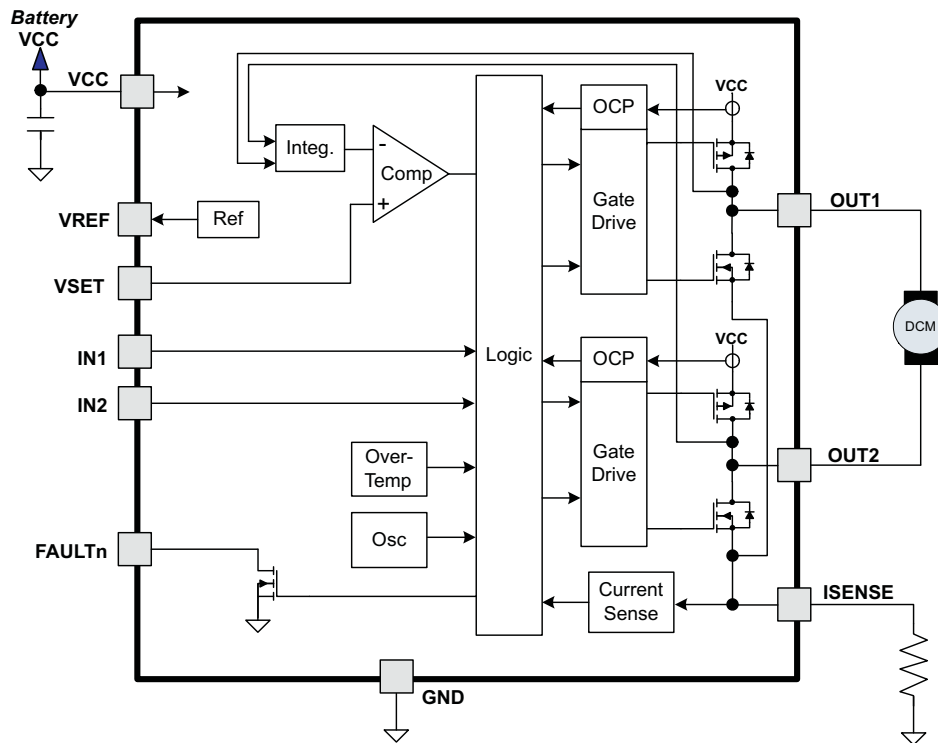 Battery
VCC
VCC
VREF
VSET
IN1
IN2
FAULTn
Integ.
-
Comp
+
Ref
Over-
Temp
Osc
Logic
OCP
Gate
Drive
VCC
OCP
Gate
Drive
VCC
Current
Sense
OUT1
DCM
OUT2
ISENSE
GND